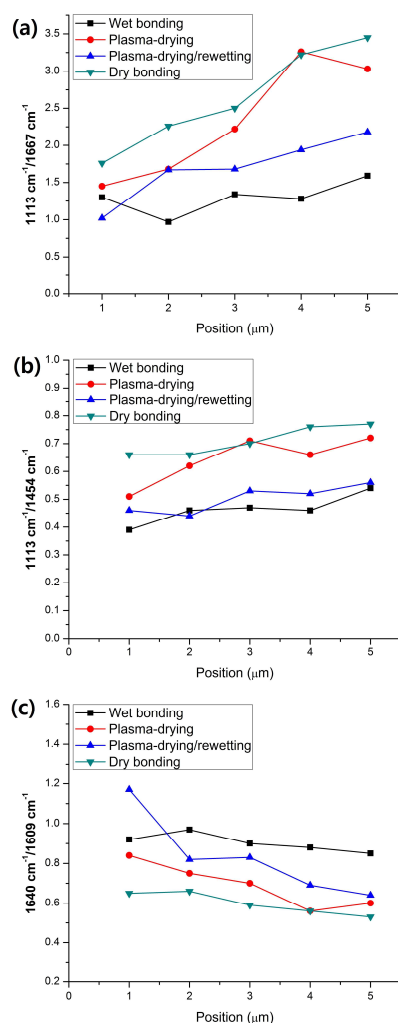 (a)
Wet bonding
Plasma-drying
Plasma-drying/rewetting
Dry bonding
3.5
3.0
2.5
2.0
1.5
1.0
0.5
0.0
1113 cm⁻¹/1667 cm⁻¹
0 1 2 3 4 5
Position (μm)
(b)
Wet bonding
Plasma-drying
Plasma-drying/rewetting
Dry bonding
1.0
0.9
0.8
0.7
0.6
0.5
0.4
0.3
0.2
0.1
0.0
1113 cm⁻¹/1454 cm⁻¹
0 1 2 3 4 5
Position (μm)
(c)
Wet bonding
Plasma-drying
Plasma-drying/rewetting
Dry bonding
1.6
1.4
1.2
1.0
0.8
0.6
0.4
0.2
1640 cm⁻¹/1609 cm⁻¹
0 1 2 3 4 5
Position (μm)